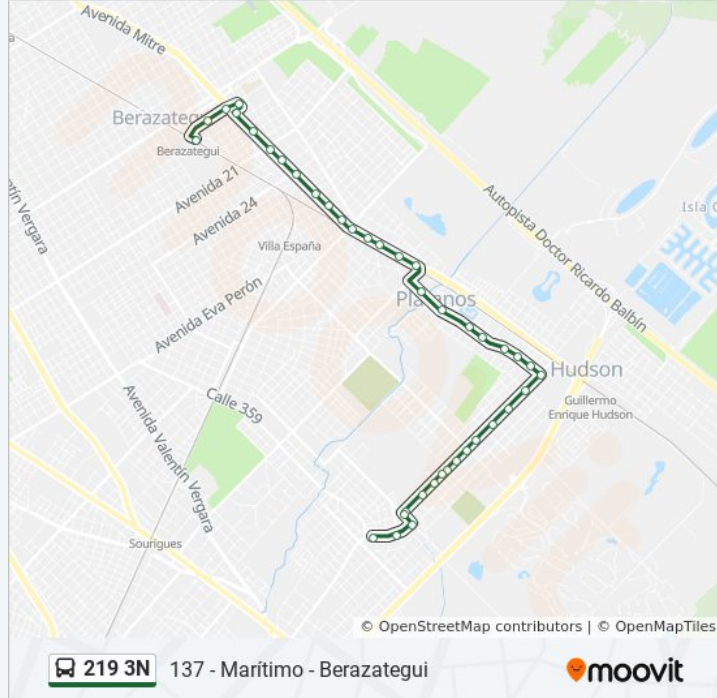 Avenida Mitre
Berazategui
Berazategui
Avenida 21
Avenida 24
Villa España
Autopista Doctor Ricardo Balbín
Avenida Eva Perón
Hudson
Guillermo
Enrique Hudson
Calle 359
Avenida Valentín Vergara
Sourigues
© OpenStreetMap contributors | © OpenMapTiles
219 3N
137 - Marítimo - Berazategui
moovit